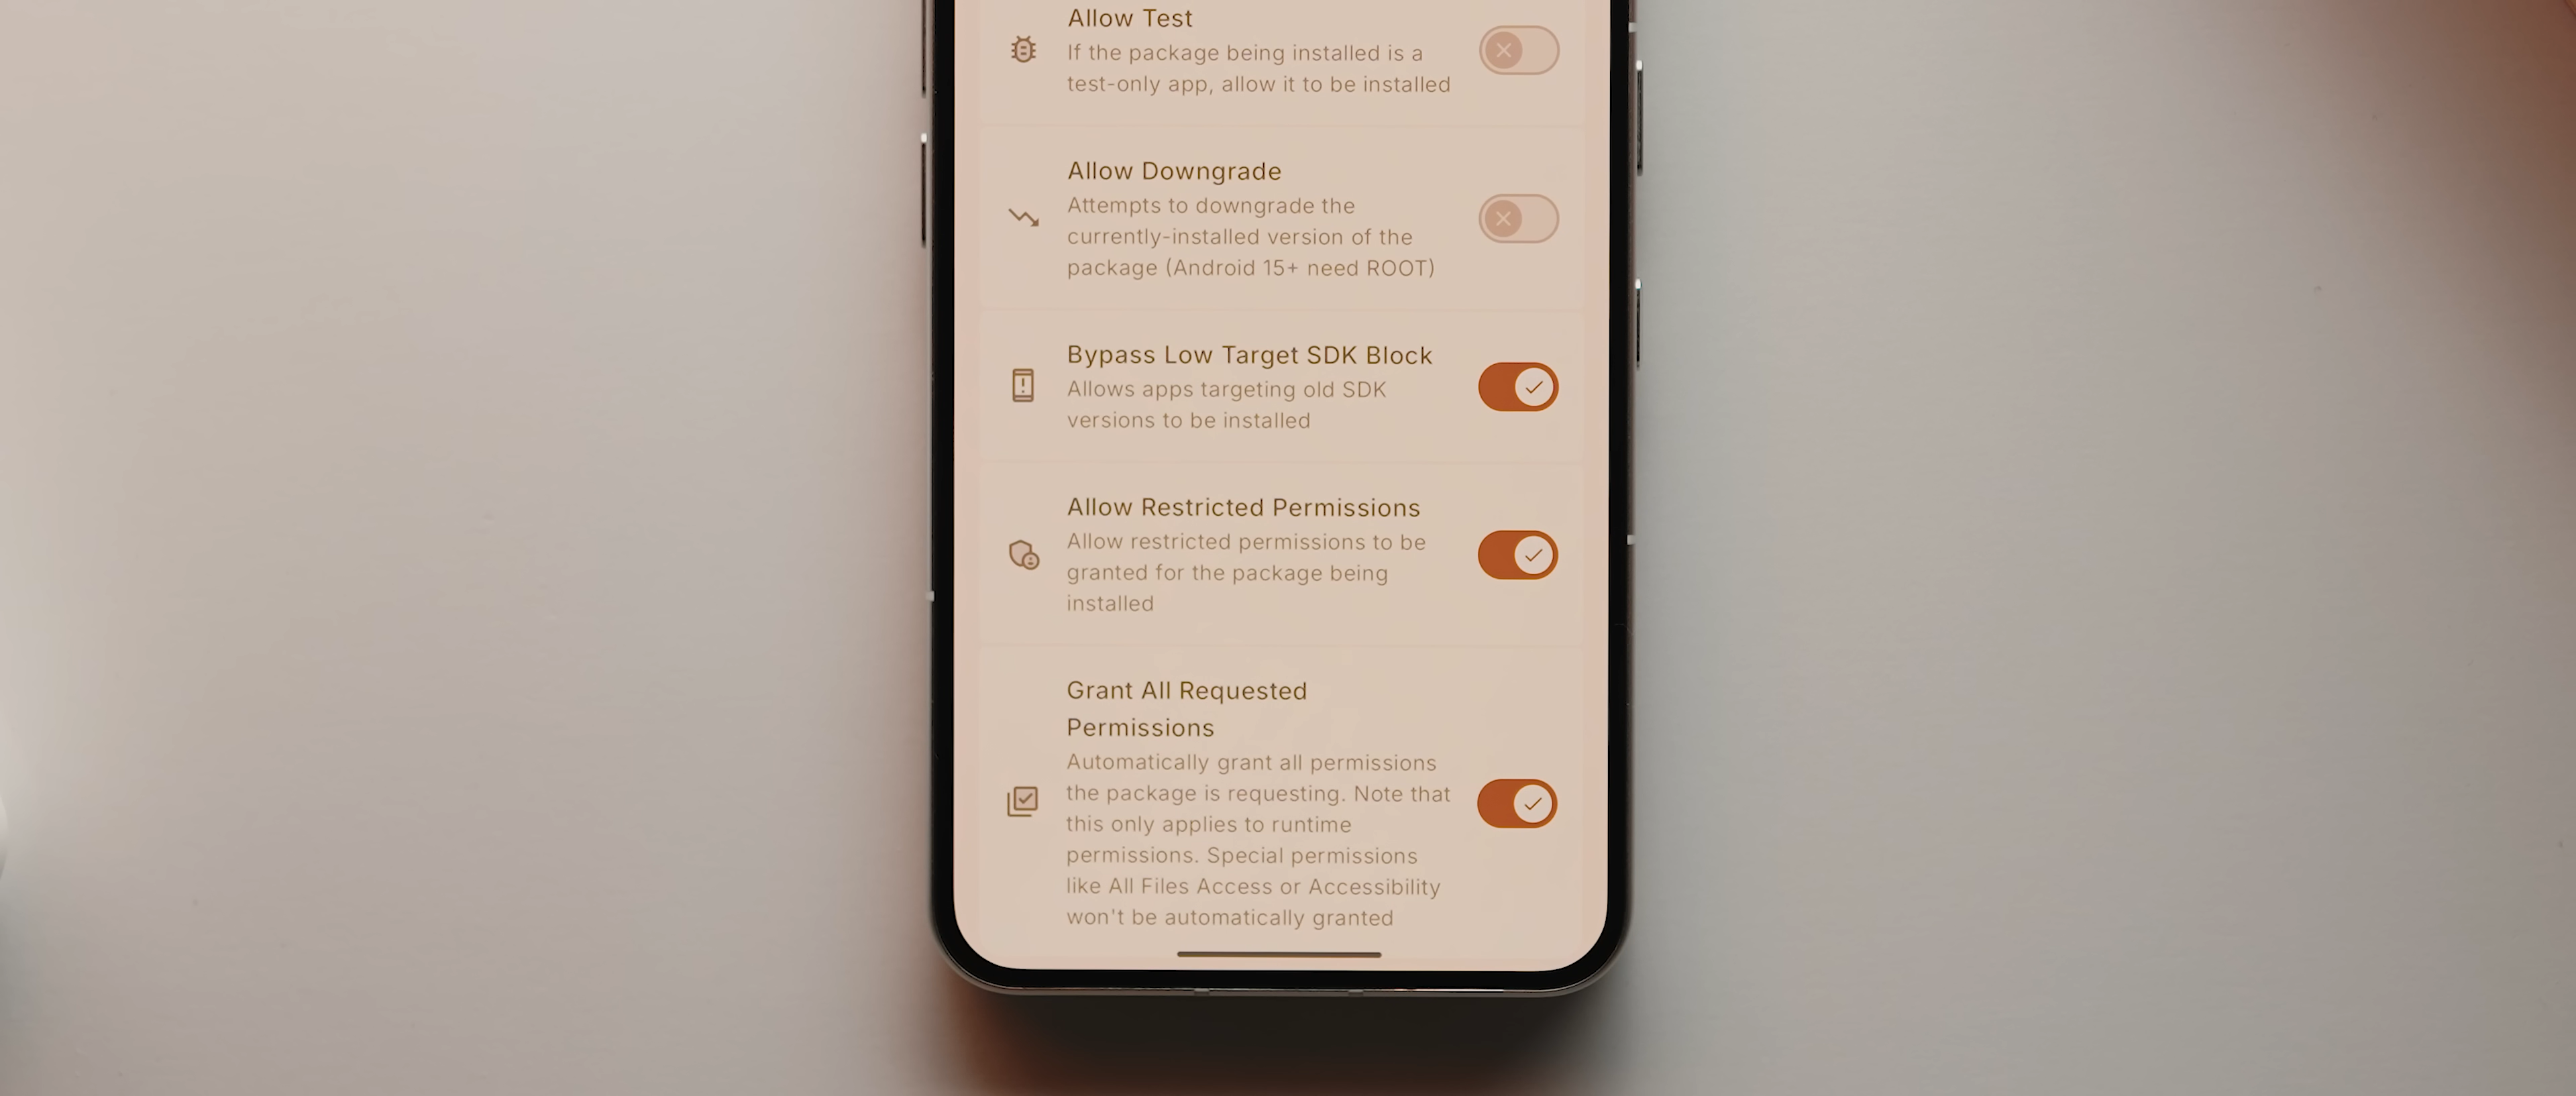 Allow Test
If the package being installed is a
test-only app, allow it to be installed
Allow Downgrade
Attempts to downgrade the
currently-installed version of the
package (Android 15+ need ROOT)
Bypass Low Target SDK Block
Allows apps targeting old SDK
versions to be installed
Allow Restricted Permissions
Allow restricted permissions to be
granted for the package being
installed
Grant All Requested
Permissions
Automatically grant all permissions
the package is requesting. Note that
this only applies to runtime
permissions. Special permissions
like All Files Access or Accessibility
won't be automatically granted